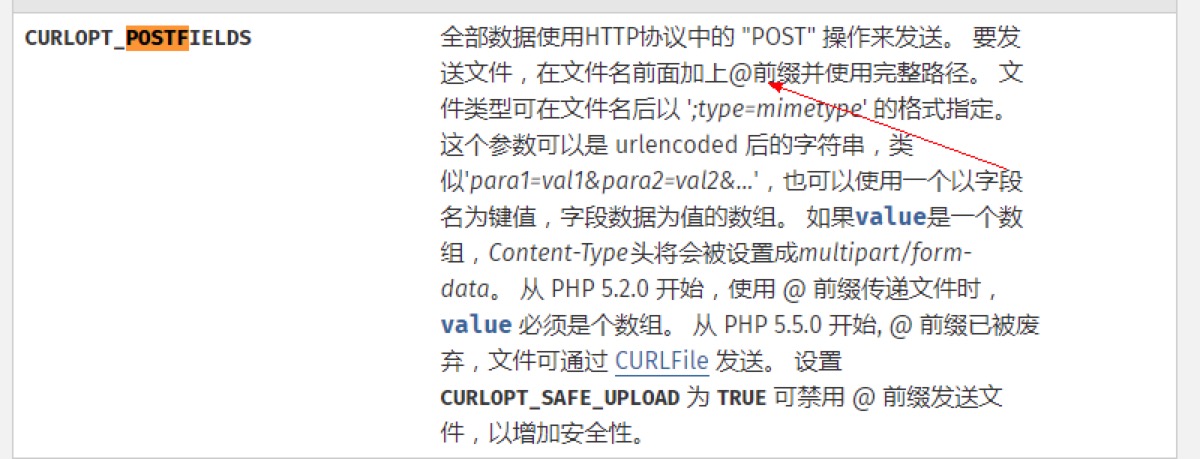 CURLOPT_POSTFIELDS
全部数据使用HTTP协议中的 "POST" 操作来发送。 要发
送文件，在文件名前面加上@前缀并使用完整路径。 文
件类型可在文件名后以 ';type=mimetype' 的格式指定。
这个参数可以是 urlencoded 后的字符串，类
似'para1=val1&para2=val2&...'，也可以使用一个以字段
名为键值，字段数据为值的数组。 如果value是一个数
组，Content-Type头将会被设置成multipart/form-
data。 从 PHP 5.2.0 开始，使用 @ 前缀传递文件时，
value 必须是个数组。 从 PHP 5.5.0 开始, @ 前缀已被废
弃，文件可通过 CURLFile 发送。 设置
CURLOPT_SAFE_UPLOAD 为 TRUE 可禁用 @ 前缀发送文
件，以增加安全性。